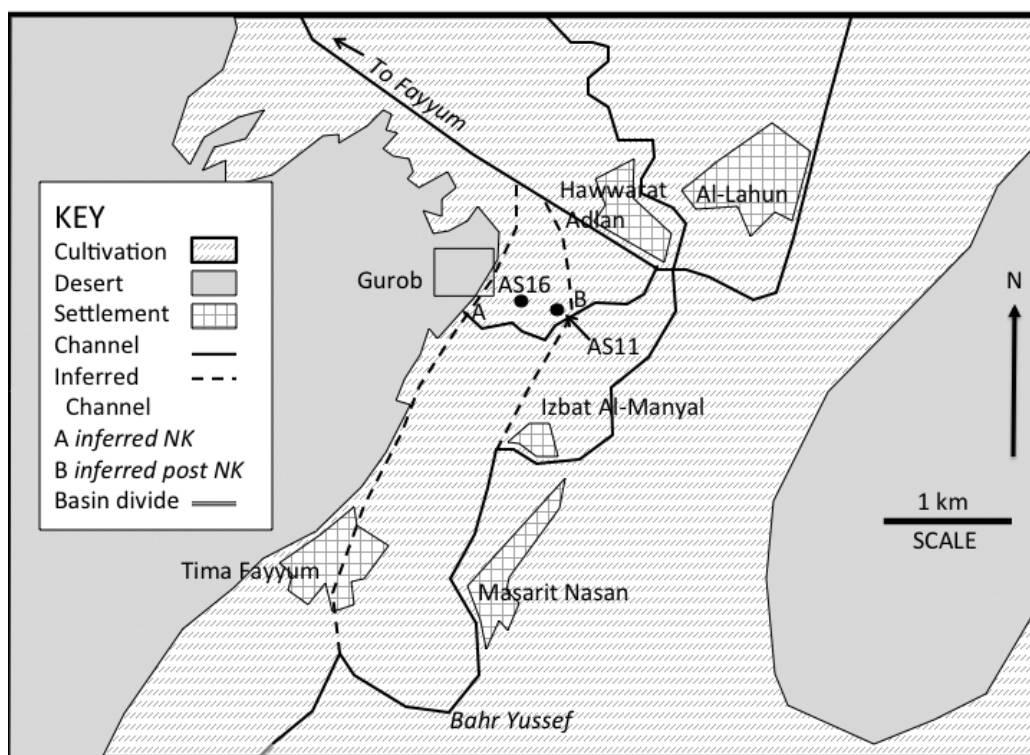 To Fayyum
Hawwarat
Adlan
Al-Lahun
KEY
Cultivation
Desert
Settlement
Channel
Inferred
Channel
A inferred NK
B inferred post NK
Basin divide
Gurob
AS16
A
B
AS11
N
Izbat Al-Manyal
1 km
SCALE
Tima Fayyum
Masarit Nasan
Bahr Yussef